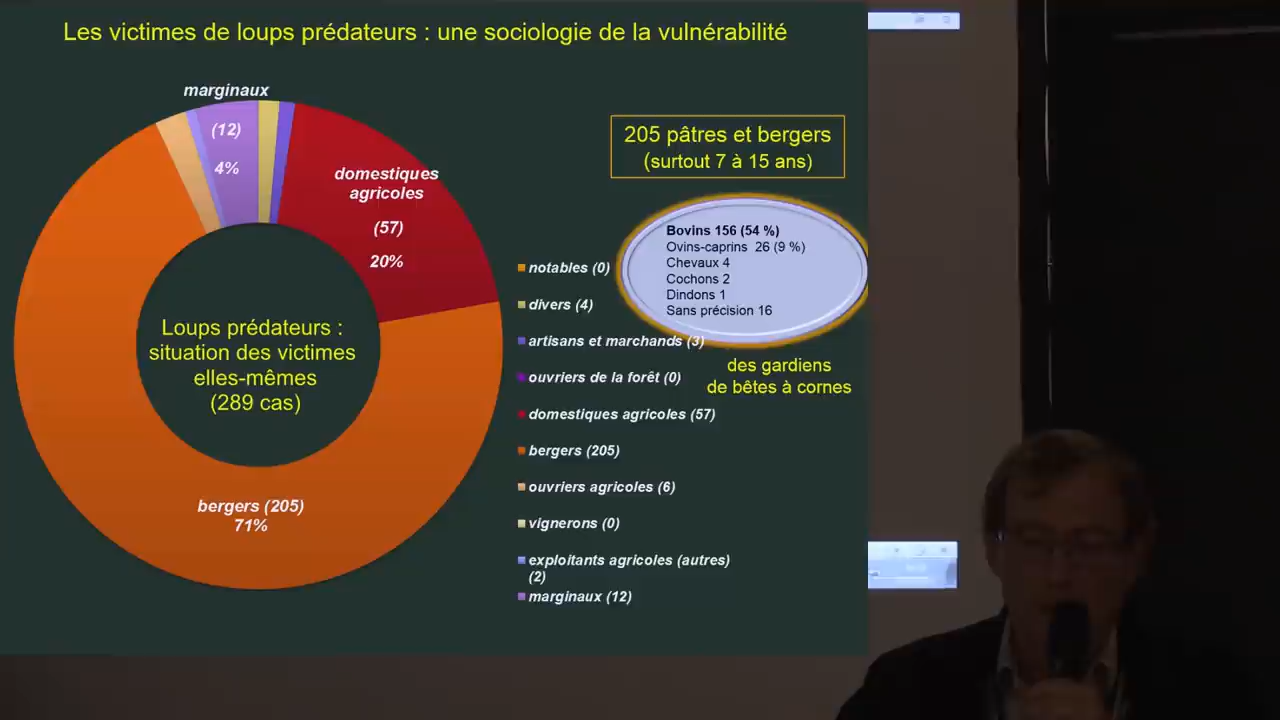 Les victimes de loups prédateurs : une sociologie de la vulnérabilité
marginaux
(12)
4%
domestiques
agricoles
(57)
20%
Loups prédateurs :
situation des victimes
elles-mêmes
(289 cas)
bergers (205)
71%
205 pâtres et bergers
(surtout 7 à 15 ans)
Bovins 156 (54 %)
Ovins-caprins 26 (9 %)
Chevaux 4
Cochons 2
Dindons 1
Sans précision 16
des gardiens
de bêtes à cornes
notables (0)
divers (4)
artisans et marchands (3)
ouvriers de la forêt (0)
domestiques agricoles (57)
bergers (205)
ouvriers agricoles (6)
vignerons (0)
exploitants agricoles (autres)
(2)
marginaux (12)